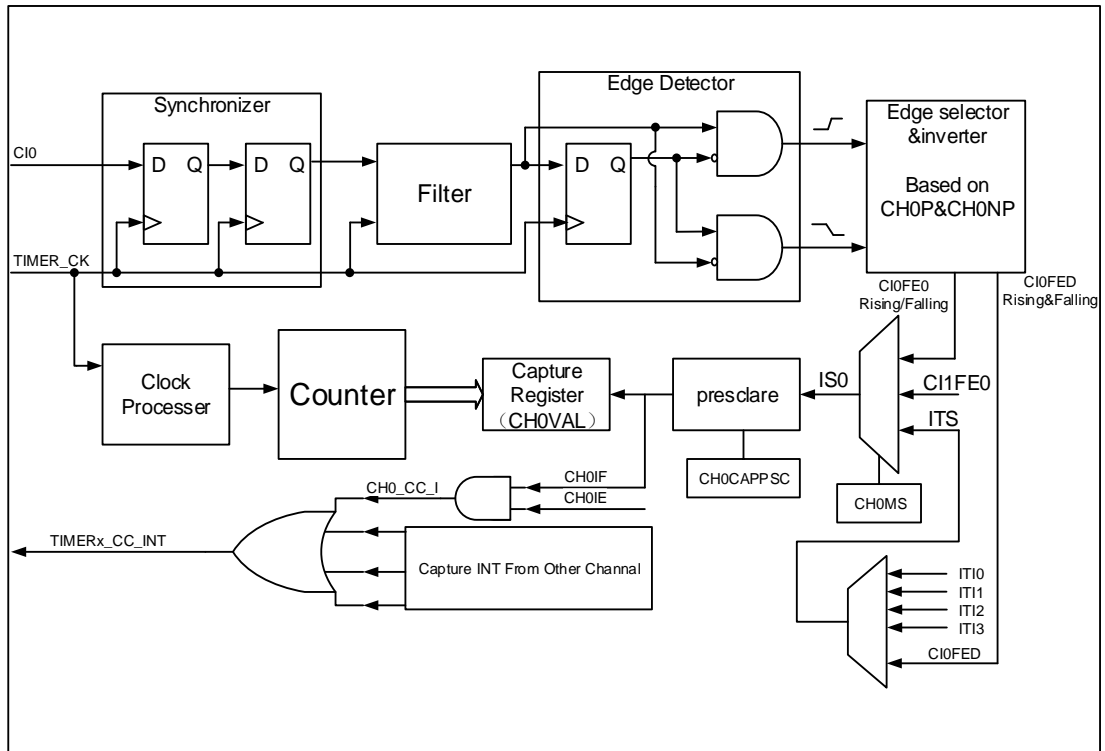 Synchronizer
Edge Detector
Edge selector
&inverter
Based on
CH0P&CH0NP
CI0
D Q
D Q
Filter
D Q
TIMER_CK
CI0FE0
Rising/Falling
CI0FED
Rising&Falling
Clock
Processer
Counter
Capture
Register
（CH0VAL）
presclare
IS0
CI1FE0
ITS
CH0CAPPSC
CH0MS
CH0_CC_I
CH0IF
CH0IE
TIMERx_CC_INT
Capture INT From Other Channel
ITI0
ITI1
ITI2
ITI3
CI0FED